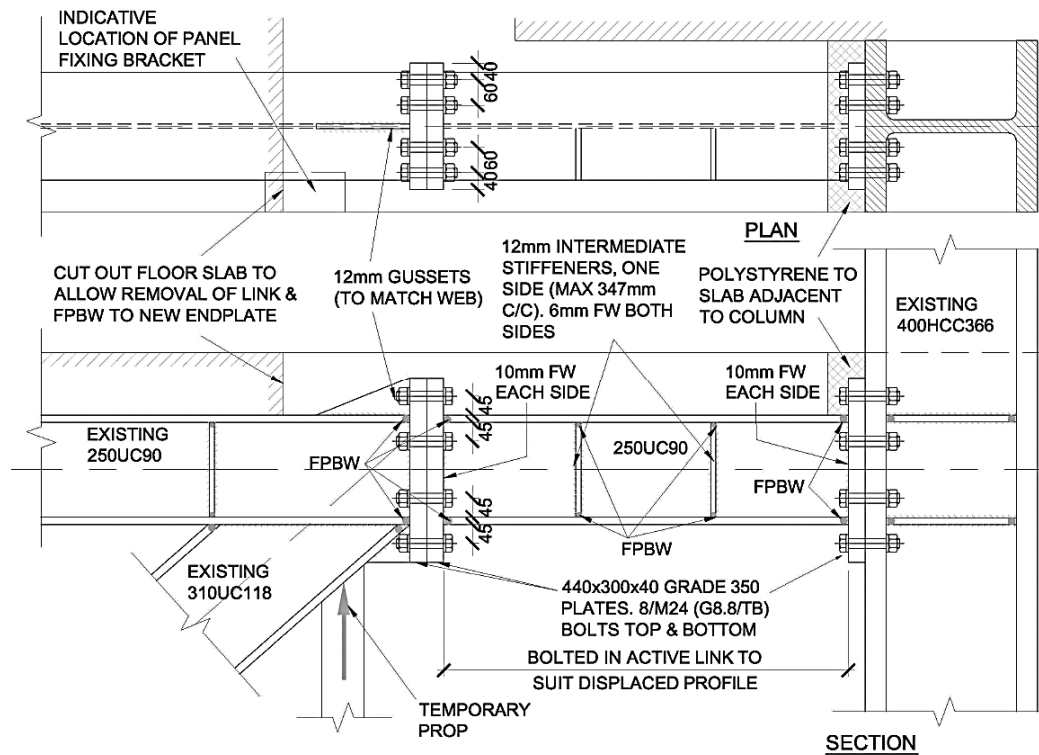 INDICATIVE
LOCATION OF PANEL
FIXING BRACKET
60 40
40 60
PLAN
CUT OUT FLOOR SLAB TO
ALLOW REMOVAL OF LINK &
FPBW TO NEW ENDPLATE
12mm GUSSETS
(TO MATCH WEB)
12mm INTERMEDIATE
STIFFENERS, ONE
SIDE (MAX 347mm
C/C). 6mm FW BOTH
SIDES
POLYSTYRENE TO
SLAB ADJACENT
TO COLUMN
EXISTING
400HCC366
10mm FW
EACH SIDE
10mm FW
EACH SIDE
45 45
EXISTING
250UC90
FPBW
250UC90
FPBW
45 45
FPBW
EXISTING
310UC118
440x300x40 GRADE 350
PLATES. 8/M24 (G8.8/TB)
BOLTS TOP & BOTTOM
BOLTED IN ACTIVE LINK TO
SUIT DISPLACED PROFILE
TEMPORARY
PROP
SECTION